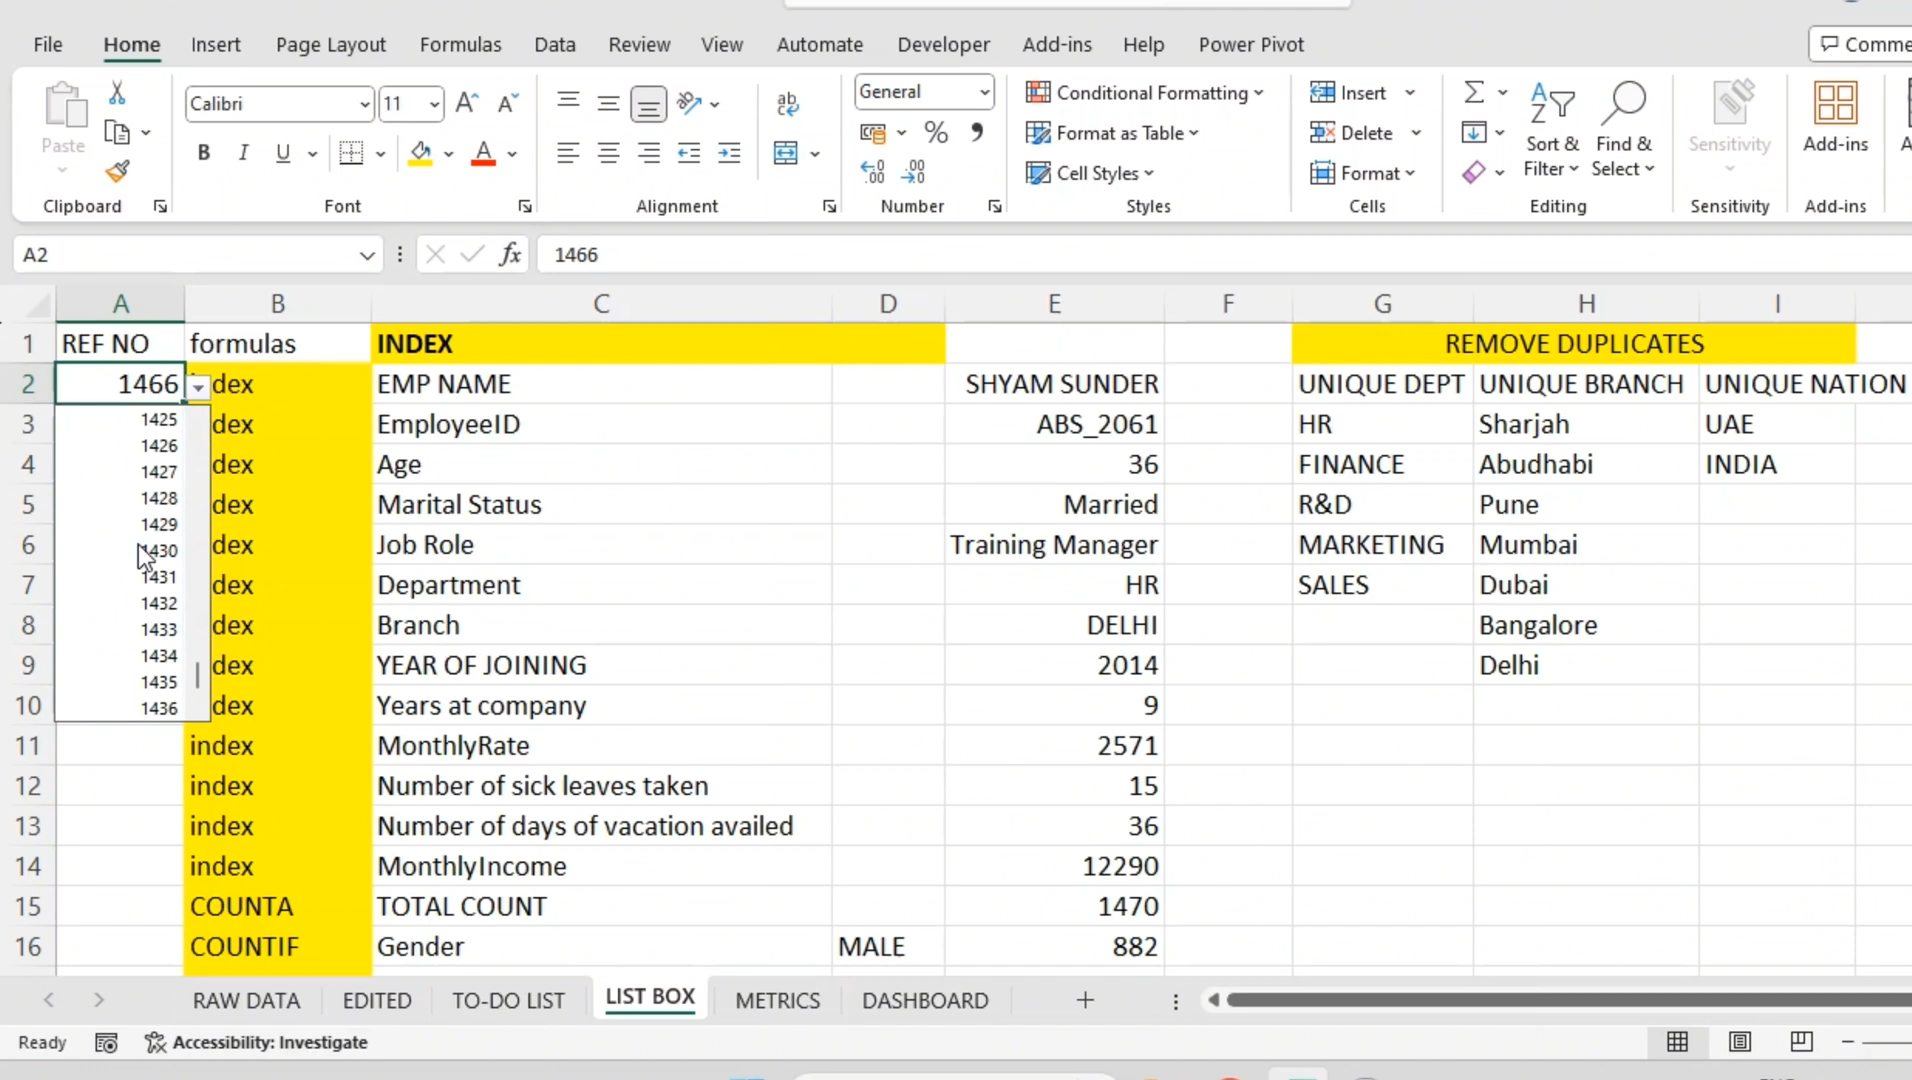 File Home Insert Page Layout Formulas Data Review View Automate Developer Add-ins Help Power Pivot
Paste
Clipboard
Calibri 11
B I U
Font
ab
Alignment
General
% ,
Number
Conditional Formatting
Format as Table
Cell Styles
Styles
Insert
Delete
Format
Cells
Sort & Filter
Find & Select
Editing
Sensitivity
Sensitivity
Add-ins
Add-ins
A2 fx 1466
A B C D E F G H I
1 REF NO formulas INDEX REMOVE DUPLICATES
2 1466 dex EMP NAME SHYAM SUNDER UNIQUE DEPT UNIQUE BRANCH UNIQUE NATION
3 dex EmployeeID ABS_2061 HR Sharjah UAE
4 dex Age 36 FINANCE Abudhabi INDIA
5 dex Marital Status Married R&D Pune
6 dex Job Role Training Manager MARKETING Mumbai
7 dex Department HR SALES Dubai
8 dex Branch DELHI Bangalore
9 dex YEAR OF JOINING 2014 Delhi
10 dex Years at company 9
11 index MonthlyRate 2571
12 index Number of sick leaves taken 15
13 index Number of days of vacation availed 36
14 index MonthlyIncome 12290
15 COUNTA TOTAL COUNT 1470
16 COUNTIF Gender MALE 882
1425
1426
1427
1428
1429
1430
1431
1432
1433
1434
1435
1436
RAW DATA EDITED TO-DO LIST LIST BOX METRICS DASHBOARD
Ready Accessibility: Investigate